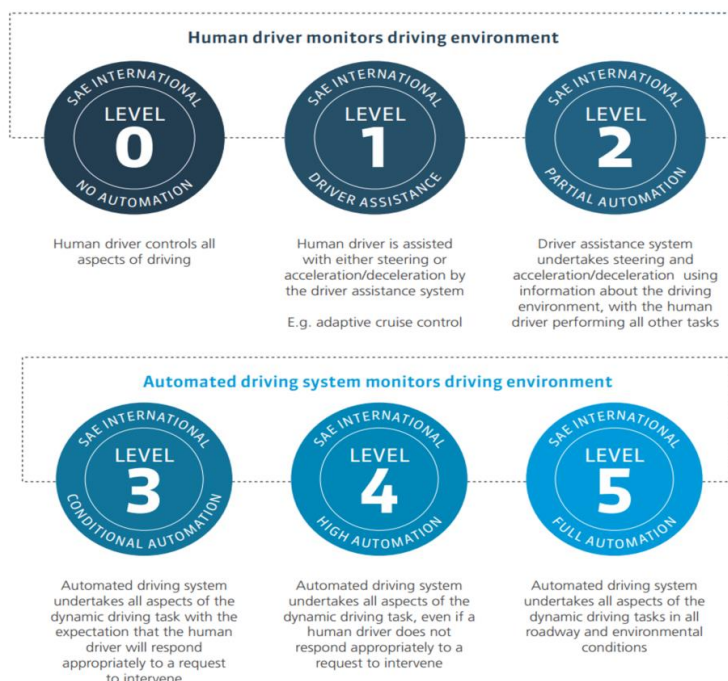 Human driver monitors driving environment
SAE INTERNATIONAL
LEVEL
0
NO AUTOMATION
SAE INTERNATIONAL
LEVEL
1
DRIVER ASSISTANCE
SAE INTERNATIONAL
LEVEL
2
PARTIAL AUTOMATION
Human driver controls all
aspects of driving
Human driver is assisted
with either steering or
acceleration/deceleration by
the driver assistance system
E.g. adaptive cruise control
Driver assistance system
undertakes steering and
acceleration/deceleration using
information about the driving
environment, with the human
driver performing all other tasks
Automated driving system monitors driving environment
SAE INTERNATIONAL
LEVEL
3
CONDITIONAL AUTOMATION
SAE INTERNATIONAL
LEVEL
4
HIGH AUTOMATION
SAE INTERNATIONAL
LEVEL
5
FULL AUTOMATION
Automated driving system
undertakes all aspects of the
dynamic driving task with the
expectation that the human
driver will respond
appropriately to a request
to intervene
Automated driving system
undertakes all aspects of the
dynamic driving task, even if a
human driver does not
respond appropriately to a
request to intervene
Automated driving system
undertakes all aspects of the
dynamic driving tasks in all
roadway and environmental
conditions